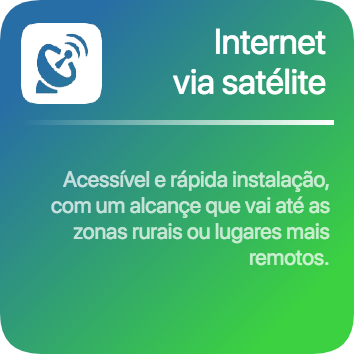 Internet
via satélite
Acessível e rápida instalação,
com um alcançe que vai até as
zonas rurais ou lugares mais
remotos.